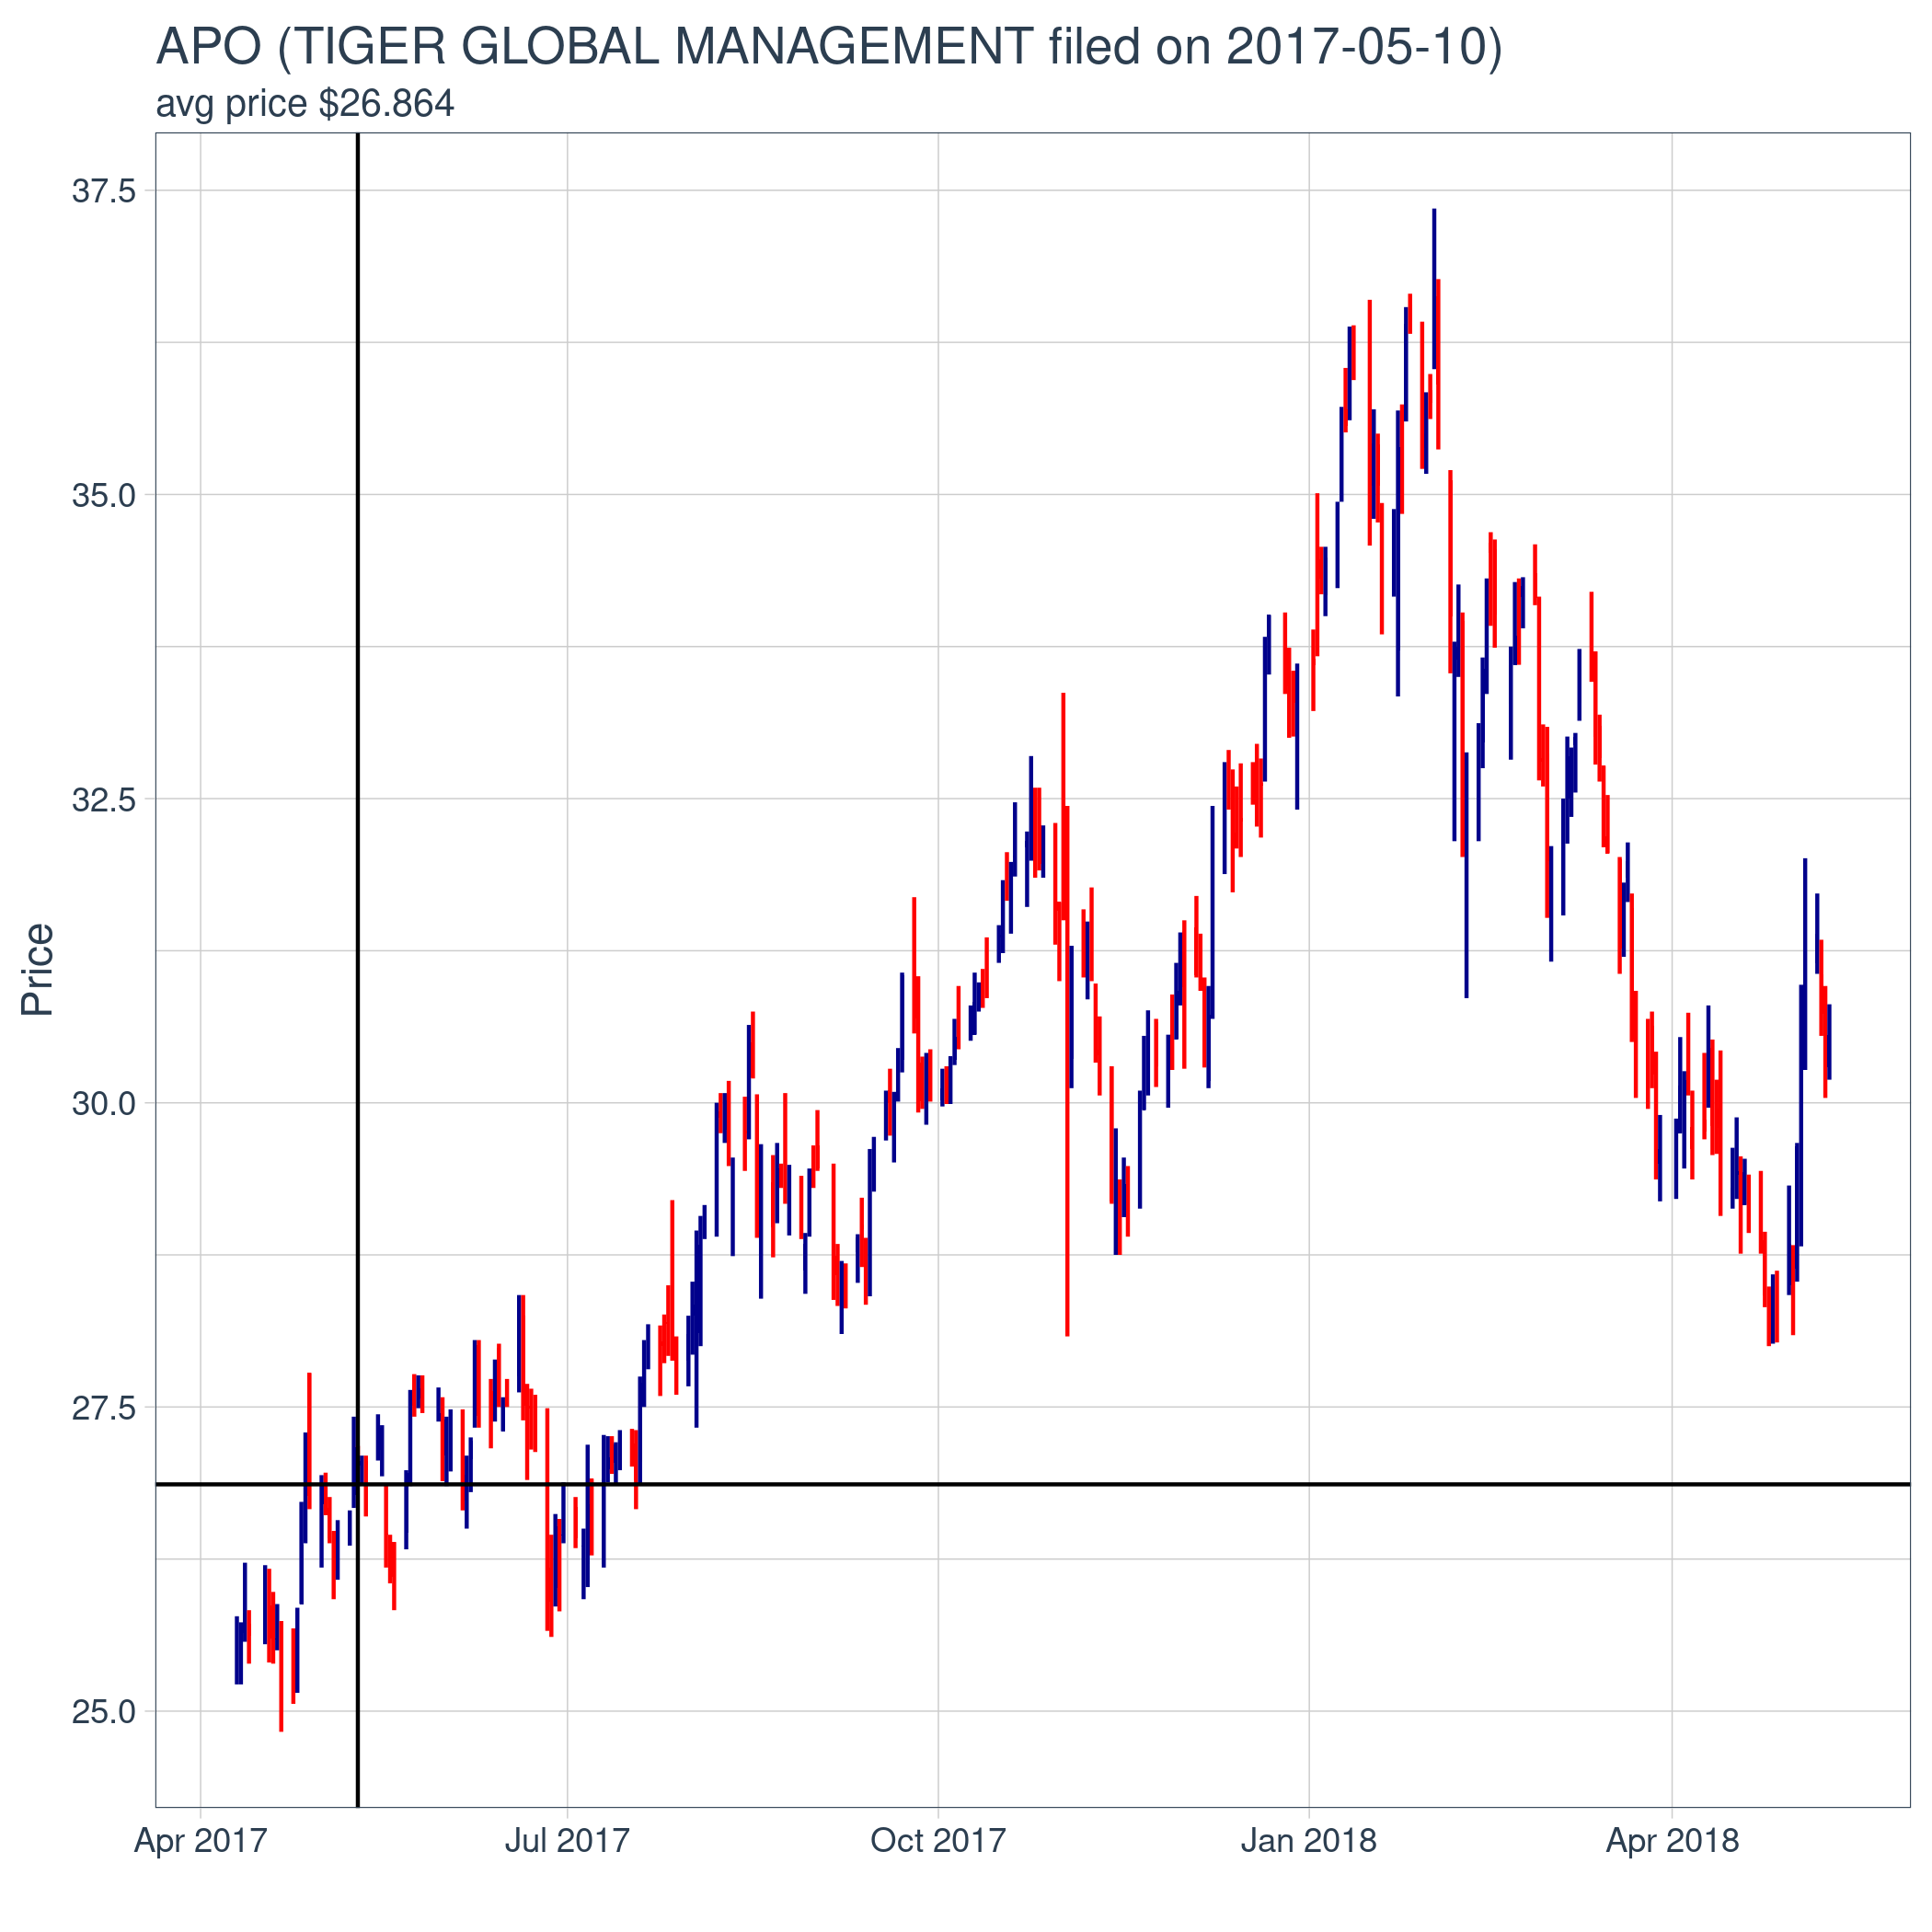 APO (TIGER GLOBAL MANAGEMENT filed on 2017-05-10)
avg price $26.864
37.5
35.0
32.5
30.0
27.5
25.0
Price
Apr 2017
Jul 2017
Oct 2017
Jan 2018
Apr 2018